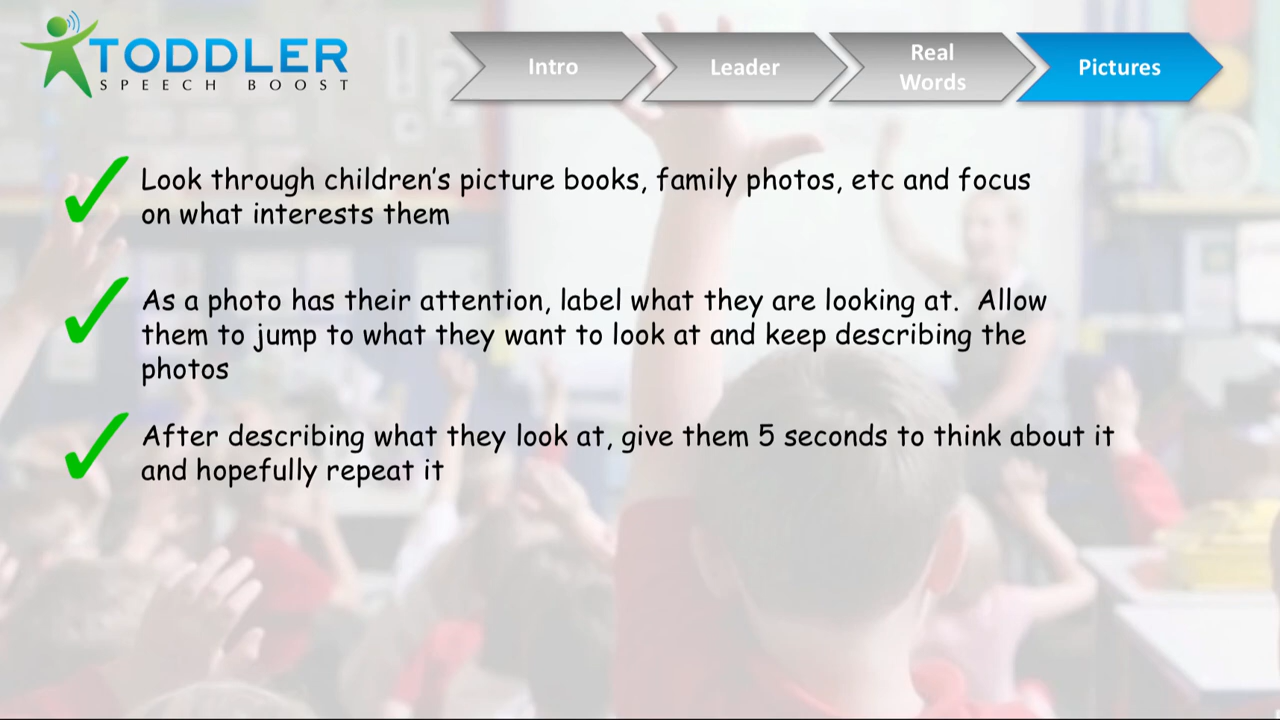 TODDLER
SPEECH BOOST
Intro
Leader
Real
Words
Pictures
Look through children's picture books, family photos, etc and focus
on what interests them
As a photo has their attention, label what they are looking at.  Allow
them to jump to what they want to look at and keep describing the
photos
After describing what they look at, give them 5 seconds to think about it
and hopefully repeat it